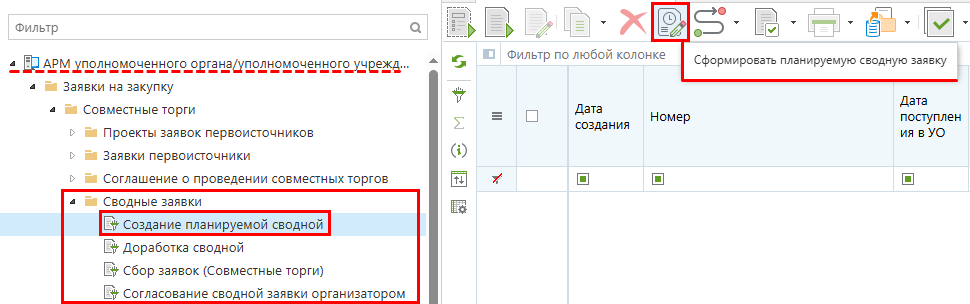 Фильтр
АРМ уполномоченного органа/уполномоченного учрежд...
Заявки на закупку
Совместные торги
Проекты заявок первоисточников
Заявки первоисточники
Соглашение о проведении совместных торгов
Сводные заявки
Создание планируемой сводной
Доработка сводной
Сбор заявок (Совместные торги)
Согласование сводной заявки организатором
Сформировать планируемую сводную заявку
Фильтр по любой колонке
Дата
создания
Номер
Дата
поступлен
ия в УО